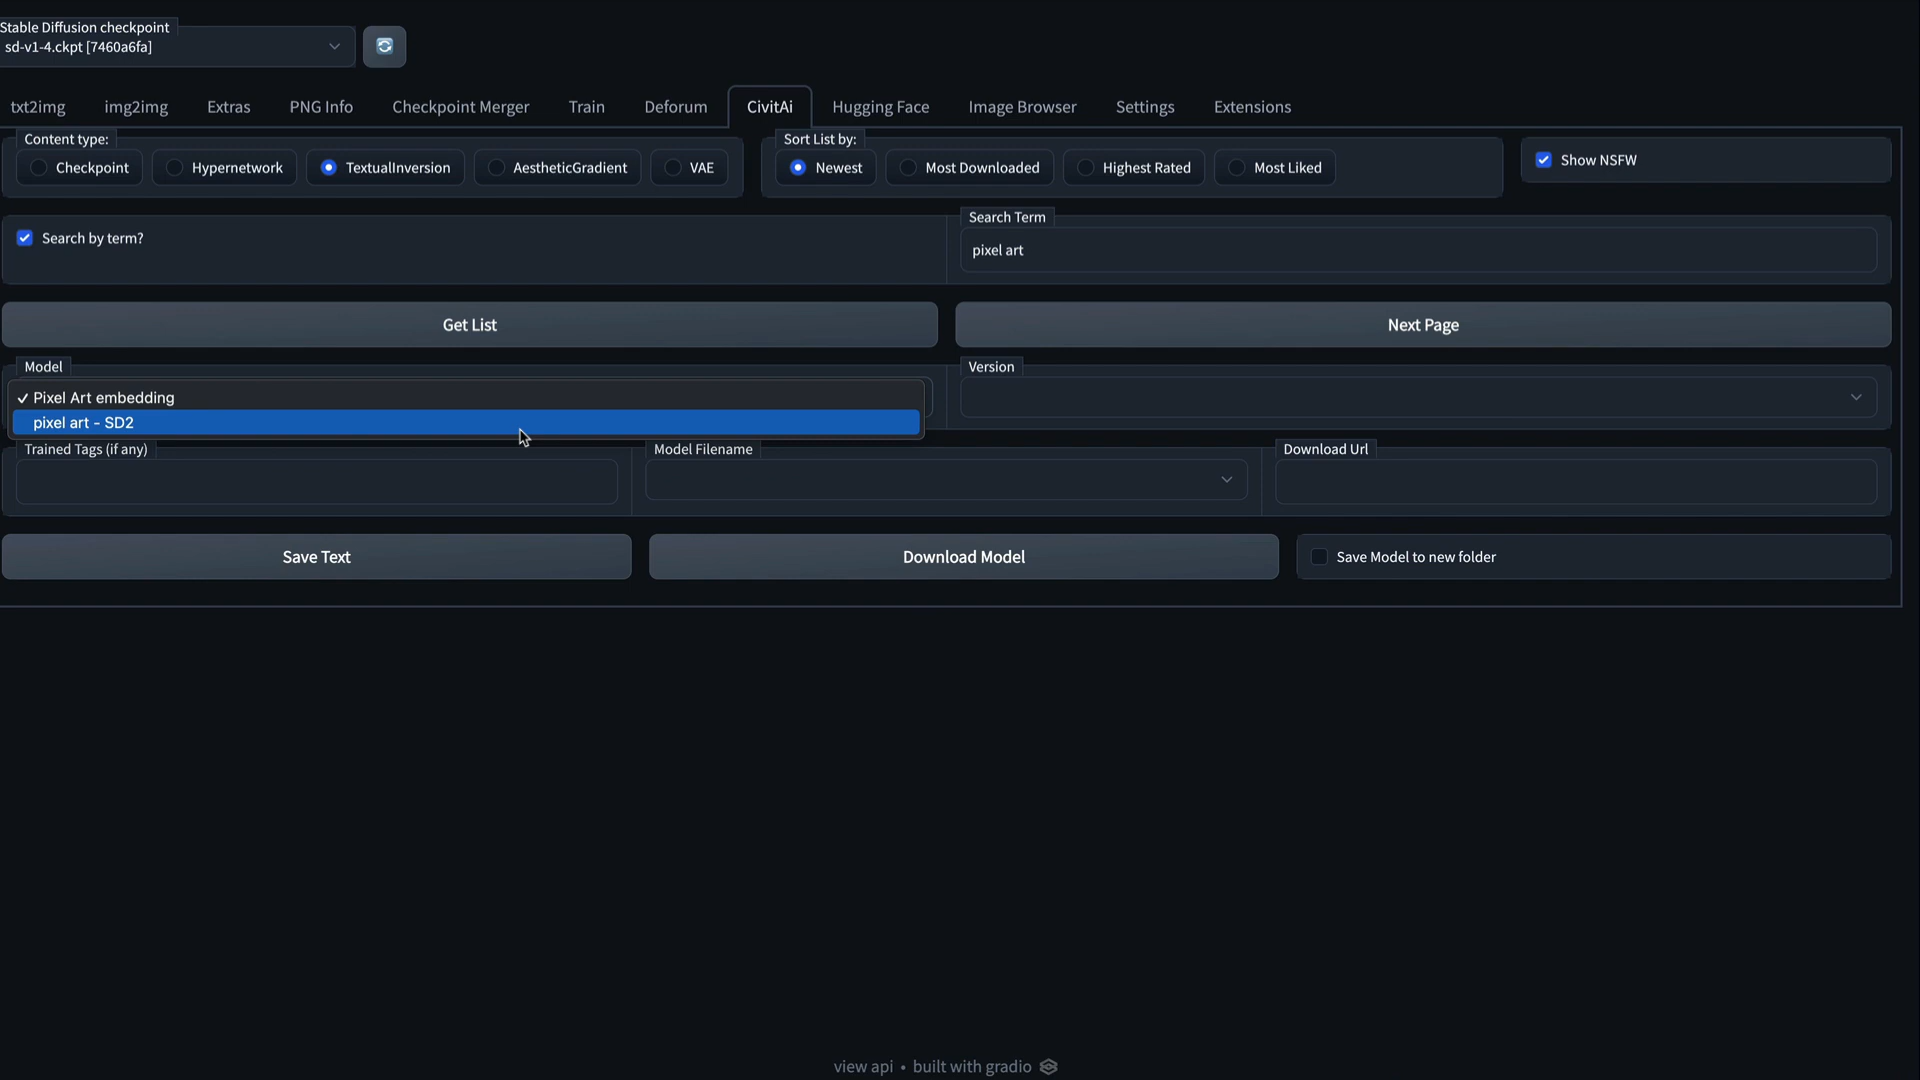 Stable Diffusion checkpoint
sd-v1-4.ckpt [7460a6fa]
txt2img img2img Extras PNG Info Checkpoint Merger Train Deforum CivitAi Hugging Face Image Browser Settings Extensions
Content type:
Checkpoint Hypernetwork TextualInversion AestheticGradient VAE
Sort List by:
Newest Most Downloaded Highest Rated Most Liked
Show NSFW
Search by term?
Search Term
pixel art
Get List
Next Page
Model
Pixel Art embedding
pixel art - SD2
Version
Trained Tags (if any)
Model Filename
Download Url
Save Text
Download Model
Save Model to new folder
view api • built with gradio